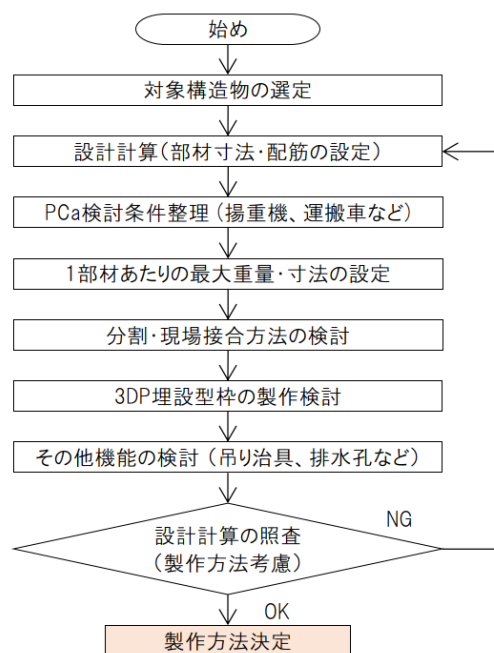 始め
対象構造物の選定
設計計算(部材寸法・配筋の設定)
PCa検討条件整理(揚重機、運搬車など)
1部材あたりの最大重量・寸法の設定
分割・現場接合方法の検討
3DP埋設型枠の製作検討
その他機能の検討(吊り治具、排水孔など)
設計計算の照査
(製作方法考慮)
NG
OK
製作方法決定